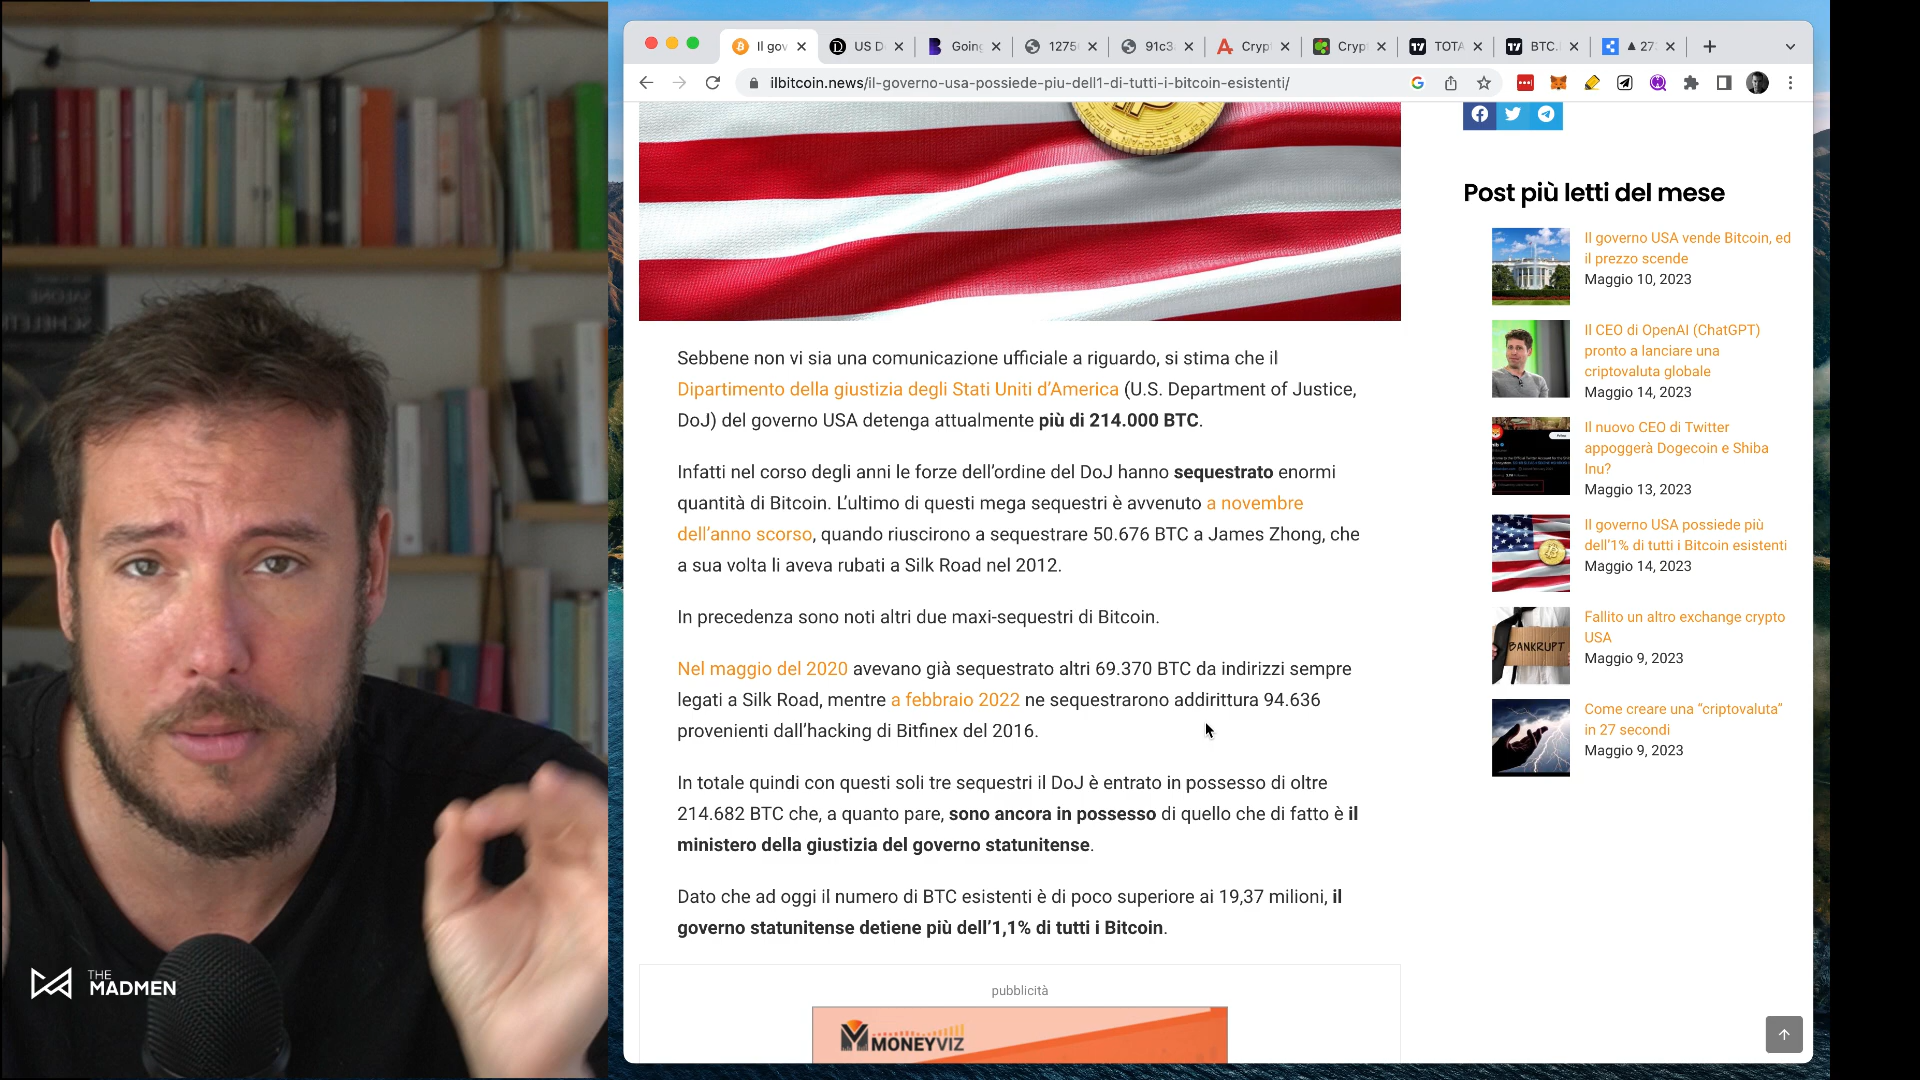 Il gov
US D
Going
1275
91c3
Cryp
Cryp
TOTA
BTC.
▲ 27
ilbitcoin.news/il-governo-usa-possiede-piu-dell1-di-tutti-i-bitcoin-esistenti/
Sebbene non vi sia una comunicazione ufficiale a riguardo, si stima che il
Dipartimento della giustizia degli Stati Uniti d’America (U.S. Department of Justice,
DoJ) del governo USA detenga attualmente più di 214.000 BTC.
Infatti nel corso degli anni le forze dell’ordine del DoJ hanno sequestrato enormi
quantità di Bitcoin. L’ultimo di questi mega sequestri è avvenuto a novembre
dell’anno scorso, quando riuscirono a sequestrare 50.676 BTC a James Zhong, che
a sua volta li aveva rubati a Silk Road nel 2012.
In precedenza sono noti altri due maxi-sequestri di Bitcoin.
Nel maggio del 2020 avevano già sequestrato altri 69.370 BTC da indirizzi sempre
legati a Silk Road, mentre a febbraio 2022 ne sequestrarono addirittura 94.636
provenienti dall’hacking di Bitfinex del 2016.
In totale quindi con questi soli tre sequestri il DoJ è entrato in possesso di oltre
214.682 BTC che, a quanto pare, sono ancora in possesso di quello che di fatto è il
ministero della giustizia del governo statunitense.
Dato che ad oggi il numero di BTC esistenti è di poco superiore ai 19,37 milioni, il
governo statunitense detiene più dell’1,1% di tutti i Bitcoin.
pubblicità
MONEYVIZ
Post più letti del mese
Il governo USA vende Bitcoin, ed
il prezzo scende
Maggio 10, 2023
Il CEO di OpenAI (ChatGPT)
pronto a lanciare una
criptovaluta globale
Maggio 14, 2023
Il nuovo CEO di Twitter
appoggerà Dogecoin e Shiba
Inu?
Maggio 13, 2023
Il governo USA possiede più
dell’1% di tutti i Bitcoin esistenti
Maggio 14, 2023
BANKRUPT
Fallito un altro exchange crypto
USA
Maggio 9, 2023
Come creare una “criptovaluta”
in 27 secondi
Maggio 9, 2023
THE
MADMEN